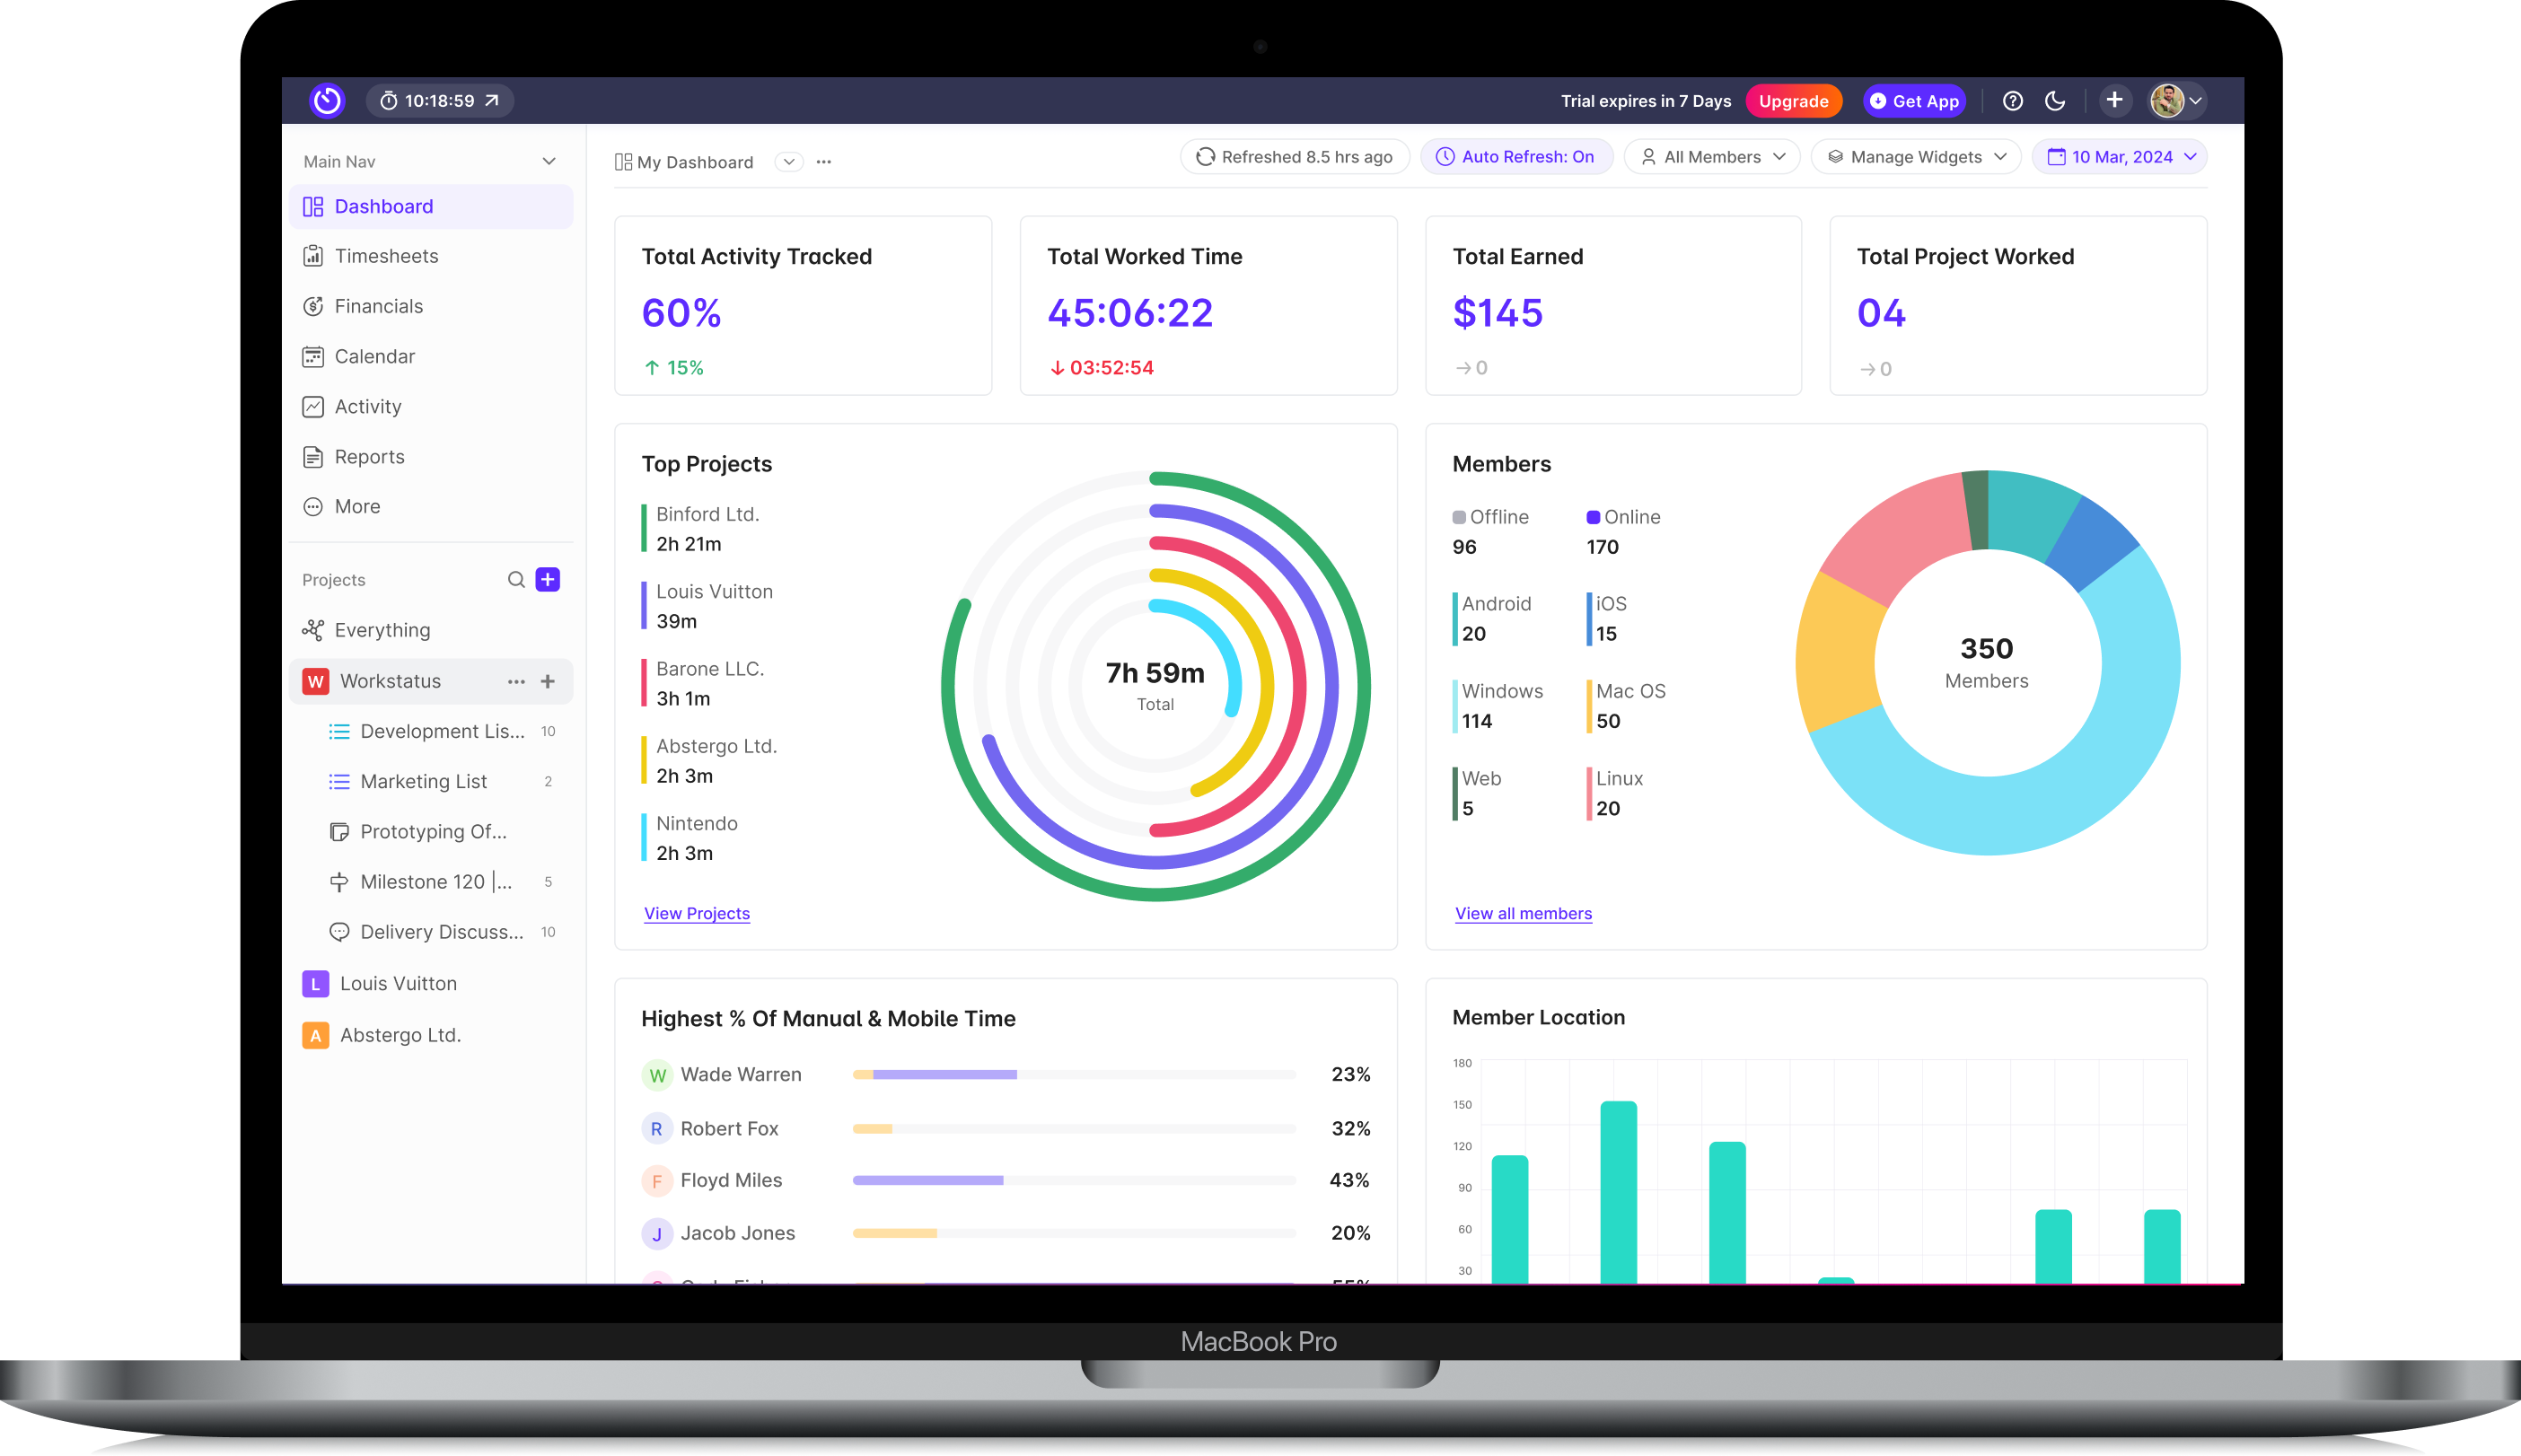 10:18:59
Trial expires in 7 Days
Upgrade
Get App
Main Nav
Dashboard
Timesheets
Financials
Calendar
Activity
Reports
More
Projects
Everything
W Workstatus
Development Lis... 10
Marketing List 2
Prototyping Of...
Milestone 120 |... 5
Delivery Discuss... 10
L Louis Vuitton
A Abstergo Ltd.
My Dashboard
Refreshed 8.5 hrs ago
Auto Refresh: On
All Members
Manage Widgets
10 Mar, 2024
Total Activity Tracked
60%
↑ 15%
Total Worked Time
45:06:22
↓ 03:52:54
Total Earned
$145
→ 0
Total Project Worked
04
→ 0
Top Projects
Binford Ltd.
2h 21m
Louis Vuitton
39m
Barone LLC.
3h 1m
Abstergo Ltd.
2h 3m
Nintendo
2h 3m
View Projects
7h 59m
Total
Members
Offline
96
Online
170
Android
20
iOS
15
Windows
114
Mac OS
50
Web
5
Linux
20
View all members
350
Members
Highest % Of Manual & Mobile Time
W Wade Warren 23%
R Robert Fox 32%
F Floyd Miles 43%
J Jacob Jones 20%
Member Location
180
150
120
90
60
30
MacBook Pro